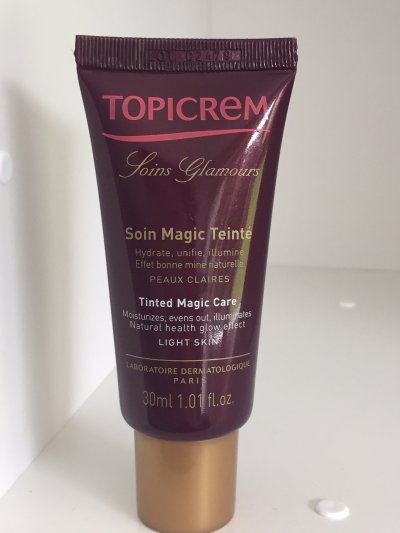 TOPICREM
Soins Glamours
Soin Magic Teinté
Hydrate, unifie, illumine
Effet bonne mine naturelle
PEAUX CLAIRES
Tinted Magic Care
Moisturizes, evens out, illuminates
Natural health glow effect
LIGHT SKIN
LABORATOIRE DERMATOLOGIQUE
PARIS
30ml 1.01 fl.oz.